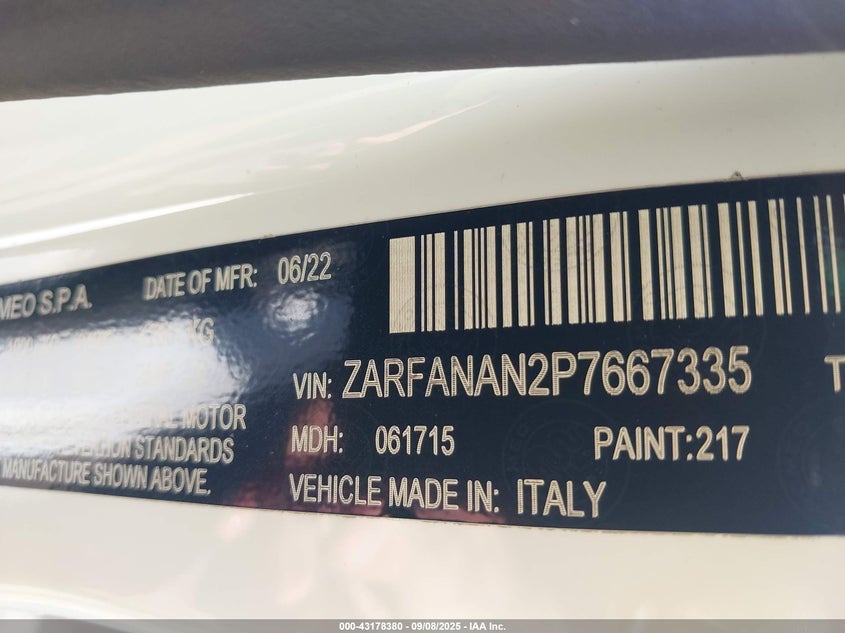 MEO S.P.A. DATE OF MFR: 06/22
KG
VIN: ZARFANAN2P7667335 T
MOTOR MDH: 061715 PAINT:217
STANDARDS
MANUFACTURE SHOWN ABOVE. VEHICLE MADE IN: ITALY
000-43178380 - 09/08/2025 - IAA Inc.